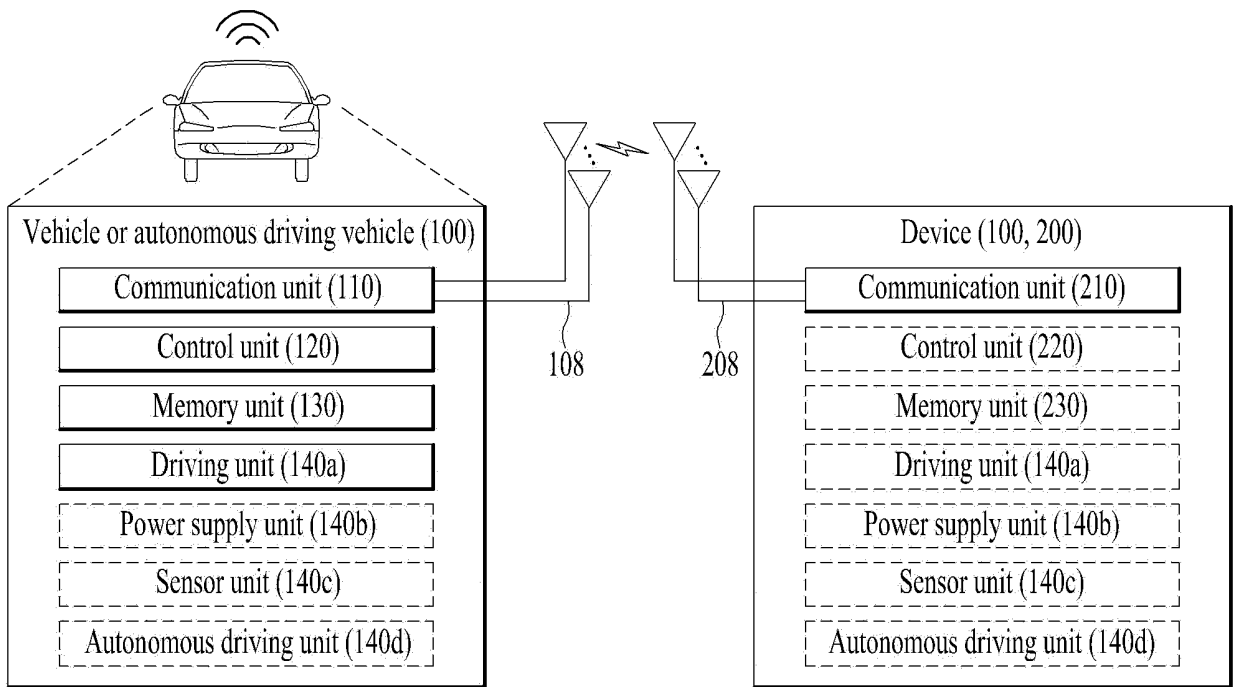 Vehicle or autonomous driving vehicle (100)
Communication unit (110)
Control unit (120)
Memory unit (130)
Driving unit (140a)
Power supply unit (140b)
Sensor unit (140c)
Autonomous driving unit (140d)
108
208
Device (100, 200)
Communication unit (210)
Control unit (220)
Memory unit (230)
Driving unit (140a)
Power supply unit (140b)
Sensor unit (140c)
Autonomous driving unit (140d)